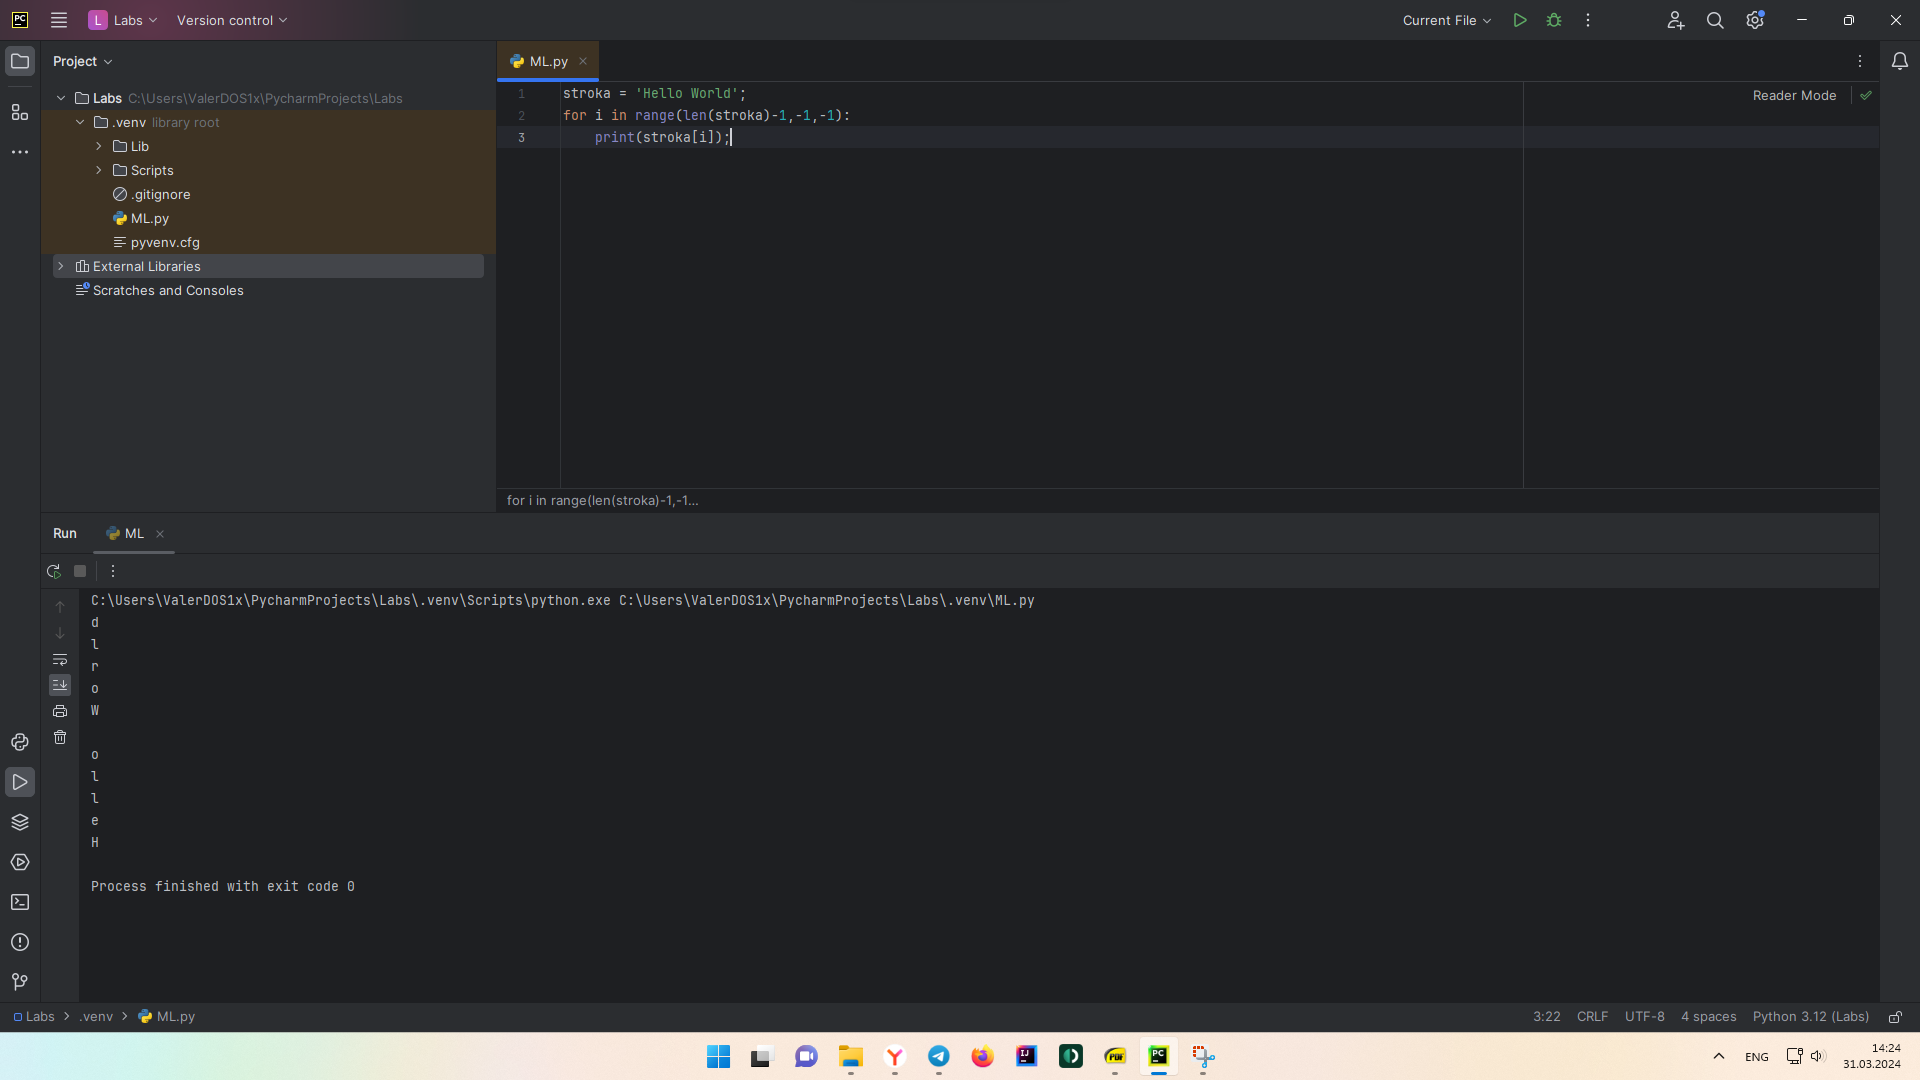 PC
L Labs Version control Current File
Project
ML.py
Labs C:\Users\ValerDOS1x\PycharmProjects\Labs
.venv library root
Lib
Scripts
.gitignore
ML.py
pyvenv.cfg
External Libraries
Scratches and Consoles
1 stroka = 'Hello World';
2 for i in range(len(stroka)-1,-1,-1):
3 print(stroka[i]);
Reader Mode
for i in range(len(stroka)-1,-1...
Run ML
C:\Users\ValerDOS1x\PycharmProjects\Labs\.venv\Scripts\python.exe C:\Users\ValerDOS1x\PycharmProjects\Labs\.venv\ML.py
d
l
r
o
W
o
l
l
e
H
Process finished with exit code 0
Labs .venv ML.py
3:22 CRLF UTF-8 4 spaces Python 3.12 (Labs)
IJ PDF PC
ENG 14:24
31.03.2024